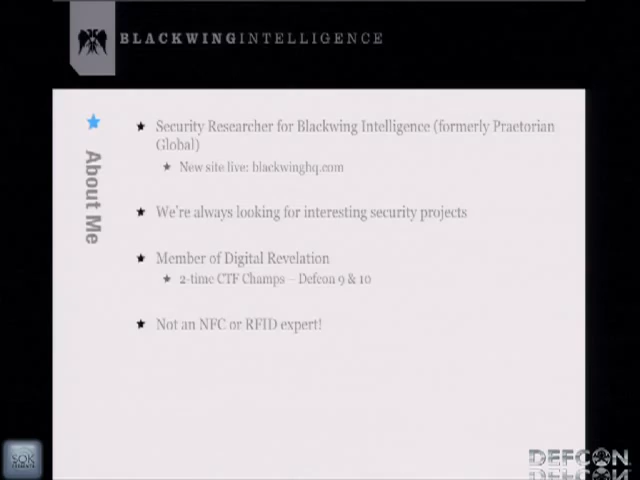 BLACKWINGINTELLIGENCE
About Me
Security Researcher for Blackwing Intelligence (formerly Praetorian
Global)
New site live: blackwinghq.com
We're always looking for interesting security projects
Member of Digital Revelation
2-time CTF Champs – Defcon 9 & 10
Not an NFC or RFID expert!
SOK
DEFCON